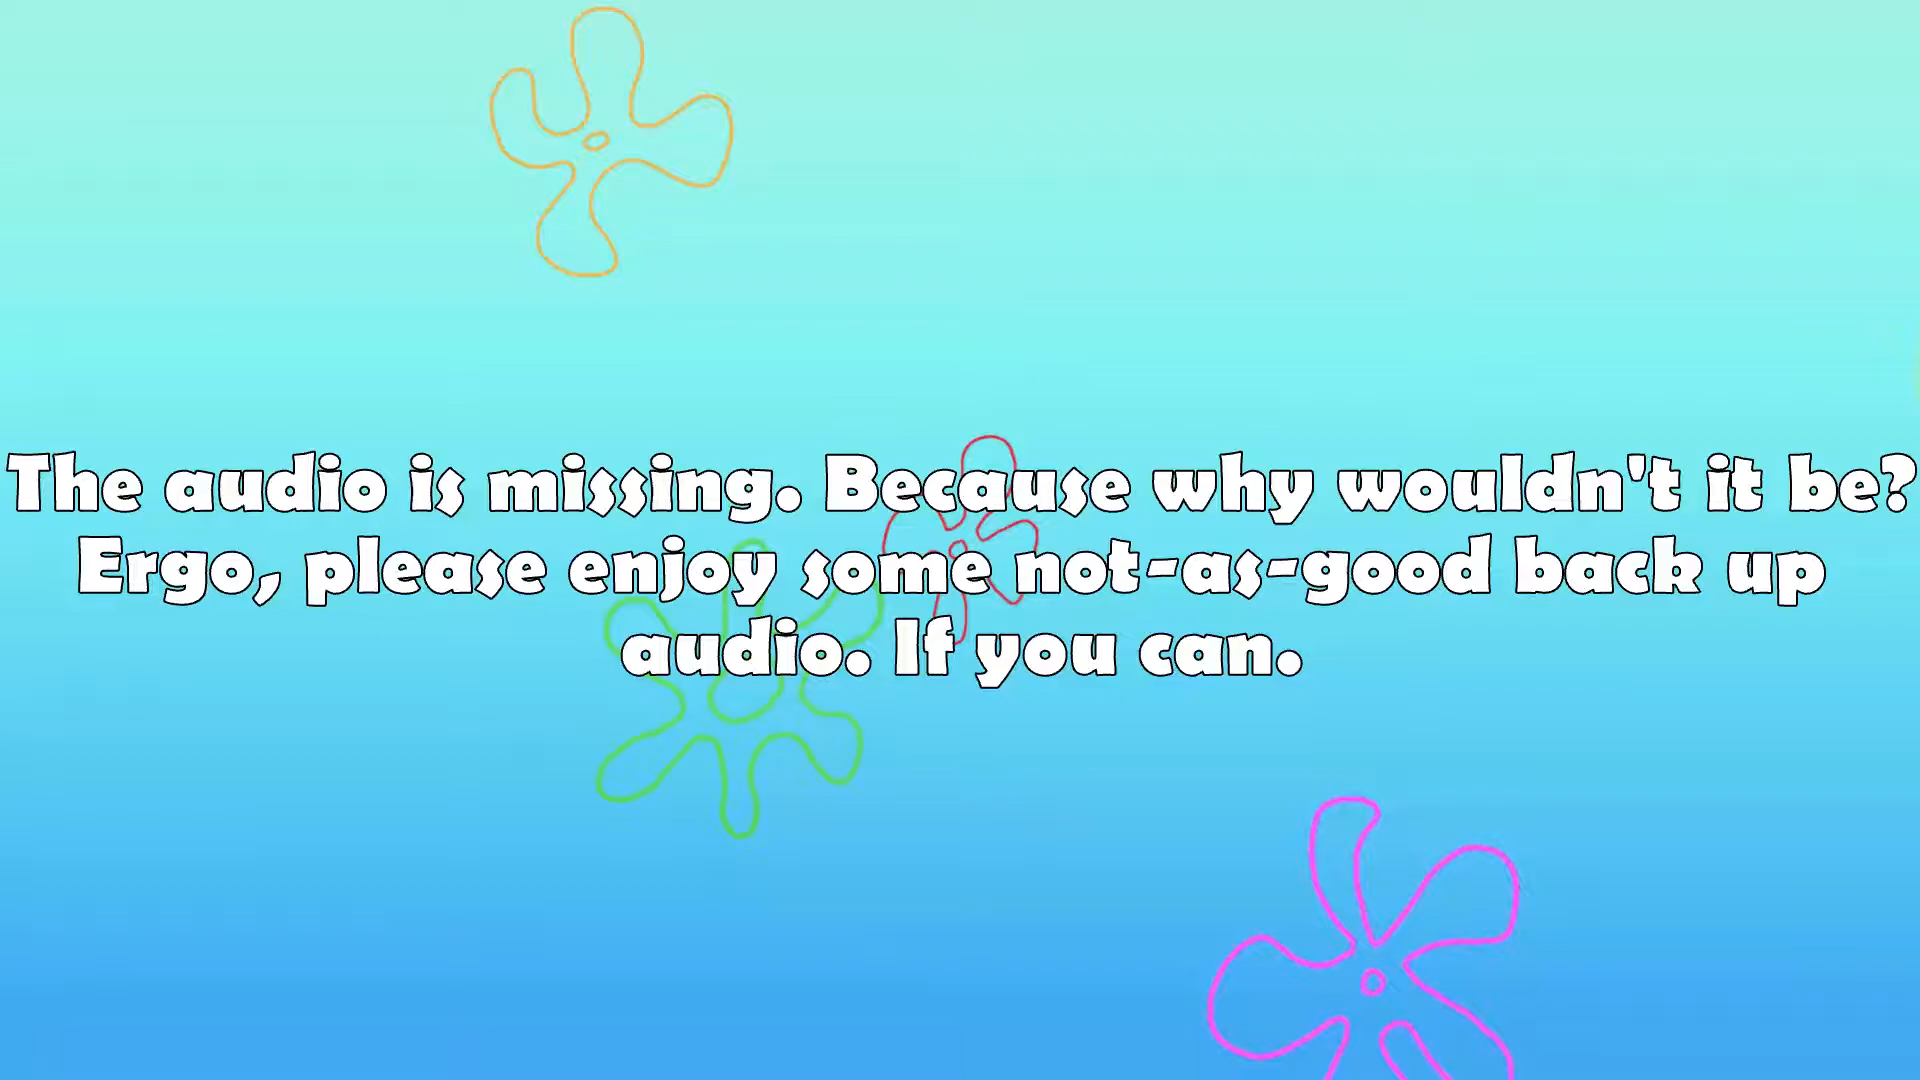 The audio is missing. Because why wouldn't it be?
Ergo, please enjoy some not-as-good back up
audio. If you can.